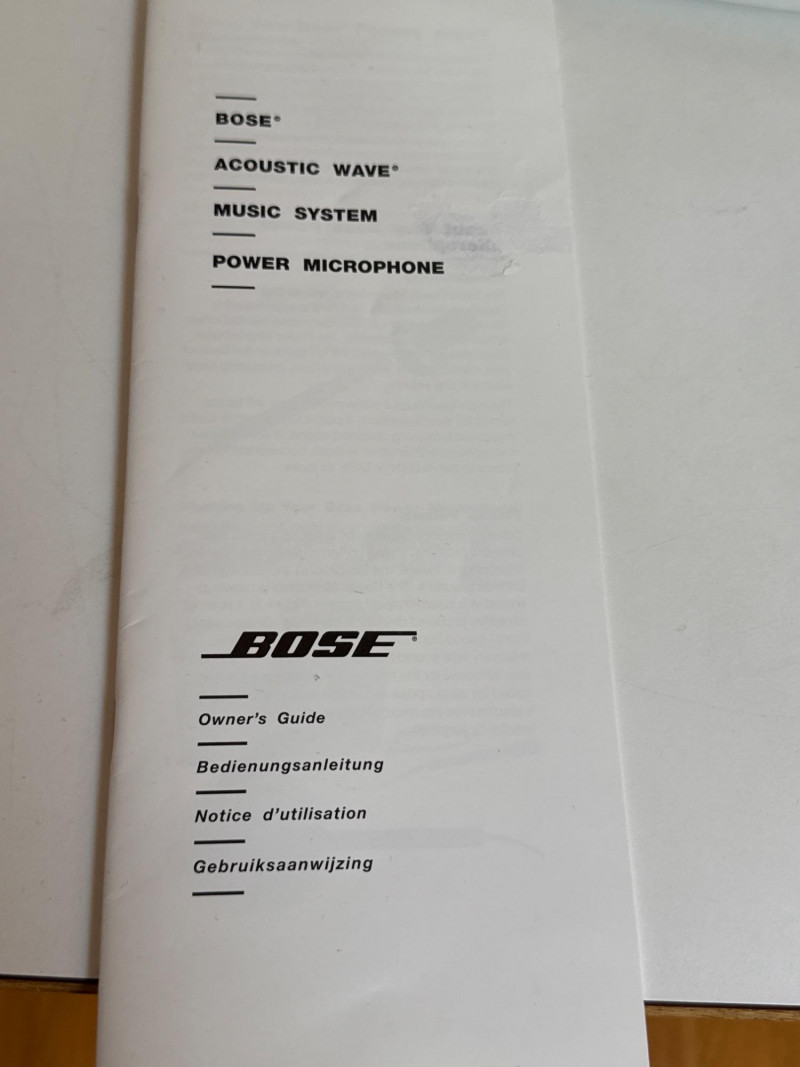 BOSE®
ACOUSTIC WAVE®
MUSIC SYSTEM
POWER MICROPHONE
BOSE®
Owner's Guide
Bedienungsanleitung
Notice d'utilisation
Gebruiksaanwijzing